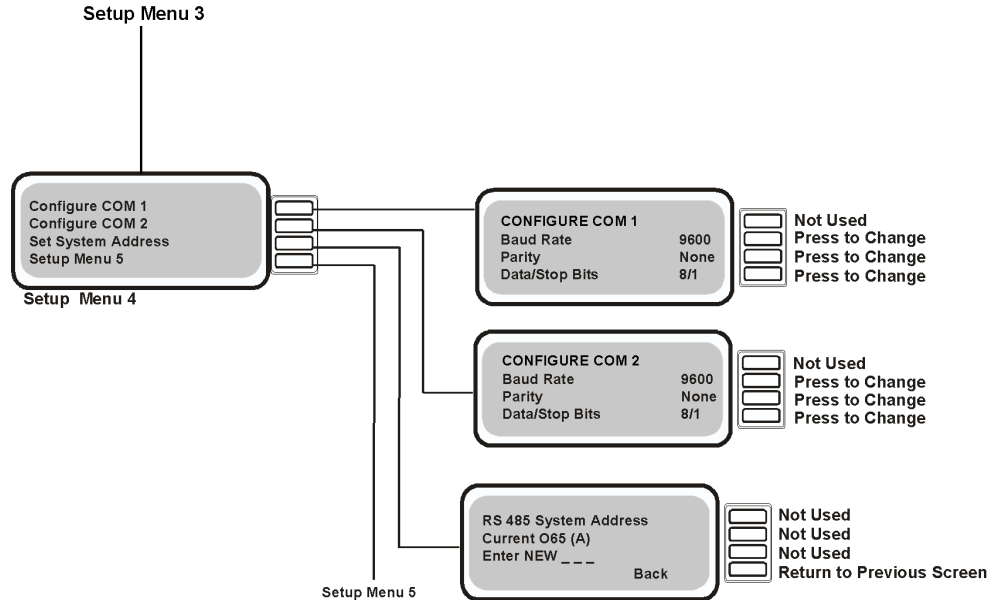 Setup Menu 3
Configure COM 1
Configure COM 2
Set System Address
Setup Menu 5
Setup Menu 4
CONFIGURE COM 1
Baud Rate 9600
Parity None
Data/Stop Bits 8/1
Not Used
Press to Change
Press to Change
Press to Change
CONFIGURE COM 2
Baud Rate 9600
Parity None
Data/Stop Bits 8/1
Not Used
Press to Change
Press to Change
Press to Change
RS 485 System Address
Current O65 (A)
Enter NEW _ _ _
Back
Not Used
Not Used
Not Used
Return to Previous Screen
Setup Menu 5